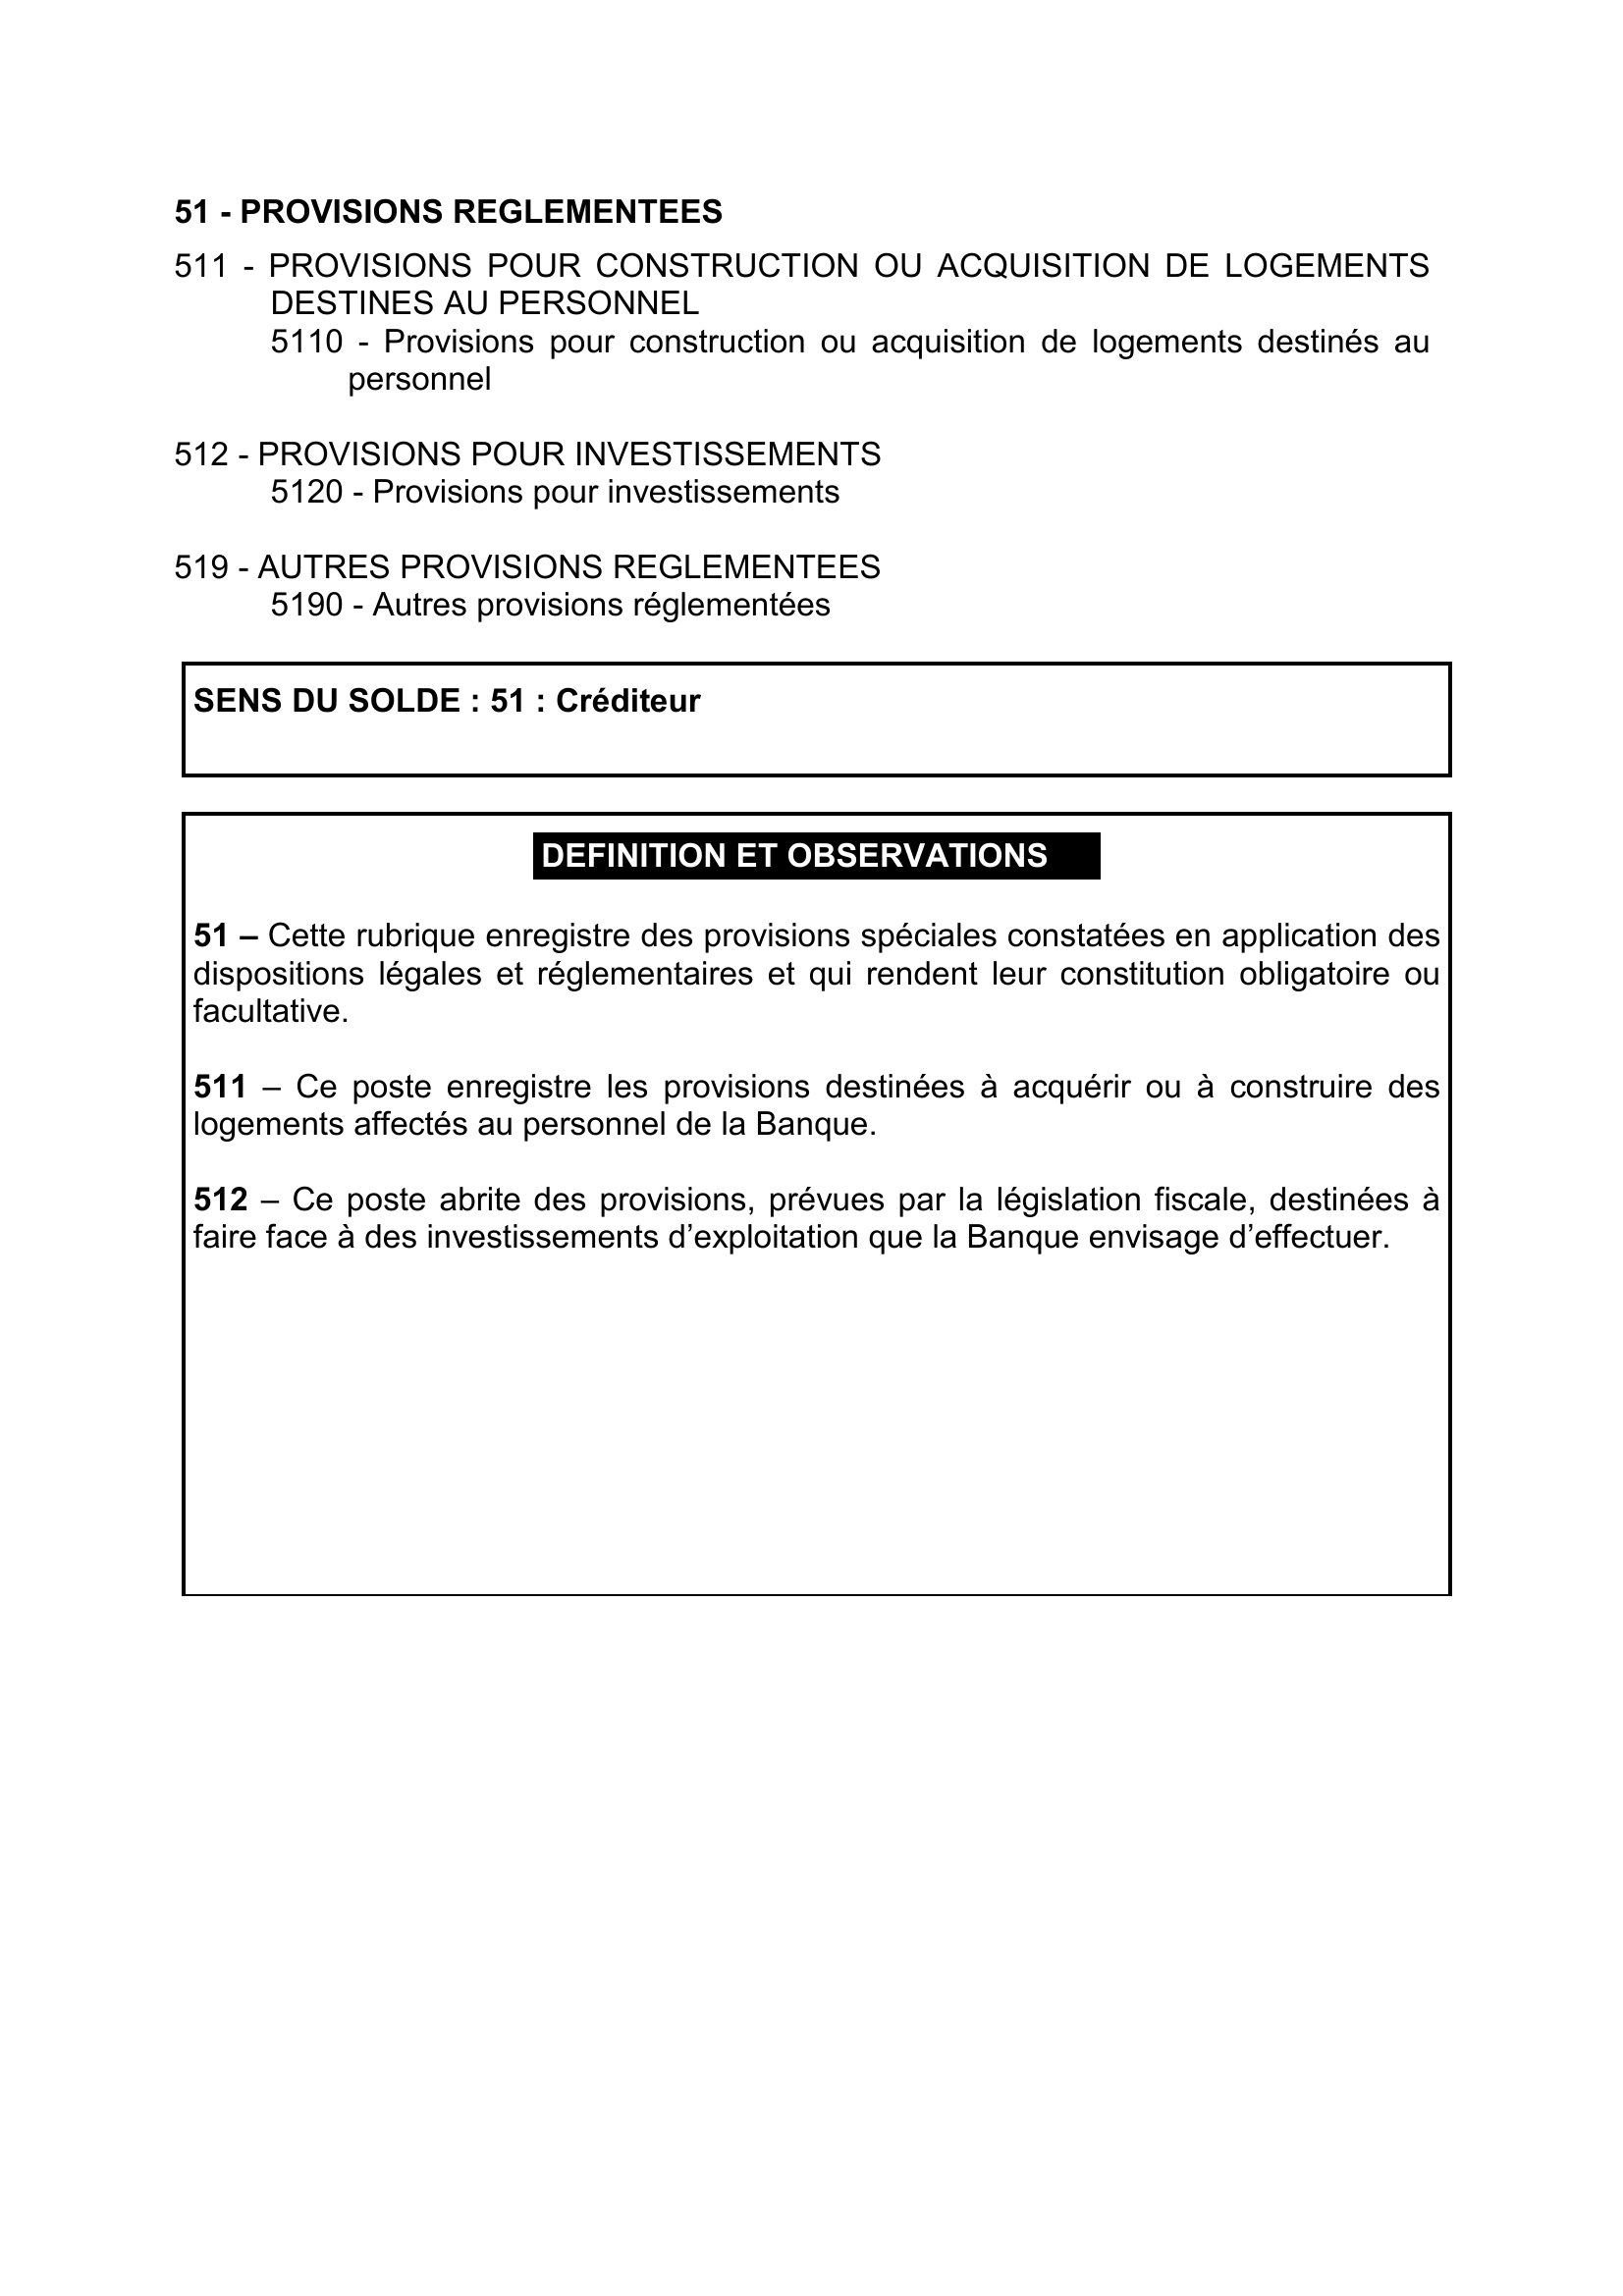 51 - PROVISIONS REGLEMENTEES
511 - PROVISIONS POUR CONSTRUCTION OU ACQUISITION DE LOGEMENTS
DESTINES AU PERSONNEL
5110 - Provisions pour construction ou acquisition de logements destinés au
personnel
512 - PROVISIONS POUR INVESTISSEMENTS
5120 - Provisions pour investissements
519 - AUTRES PROVISIONS REGLEMENTEES
5190 - Autres provisions réglementées
SENS DU SOLDE : 51 : Créditeur
DEFINITION ET OBSERVATIONS
51 – Cette rubrique enregistre des provisions spéciales constatées en application des
dispositions légales et réglementaires et qui rendent leur constitution obligatoire ou
facultative.
511 – Ce poste enregistre les provisions destinées à acquérir ou à construire des
logements affectés au personnel de la Banque.
512 – Ce poste abrite des provisions, prévues par la législation fiscale, destinées à
faire face à des investissements d’exploitation que la Banque envisage d’effectuer.